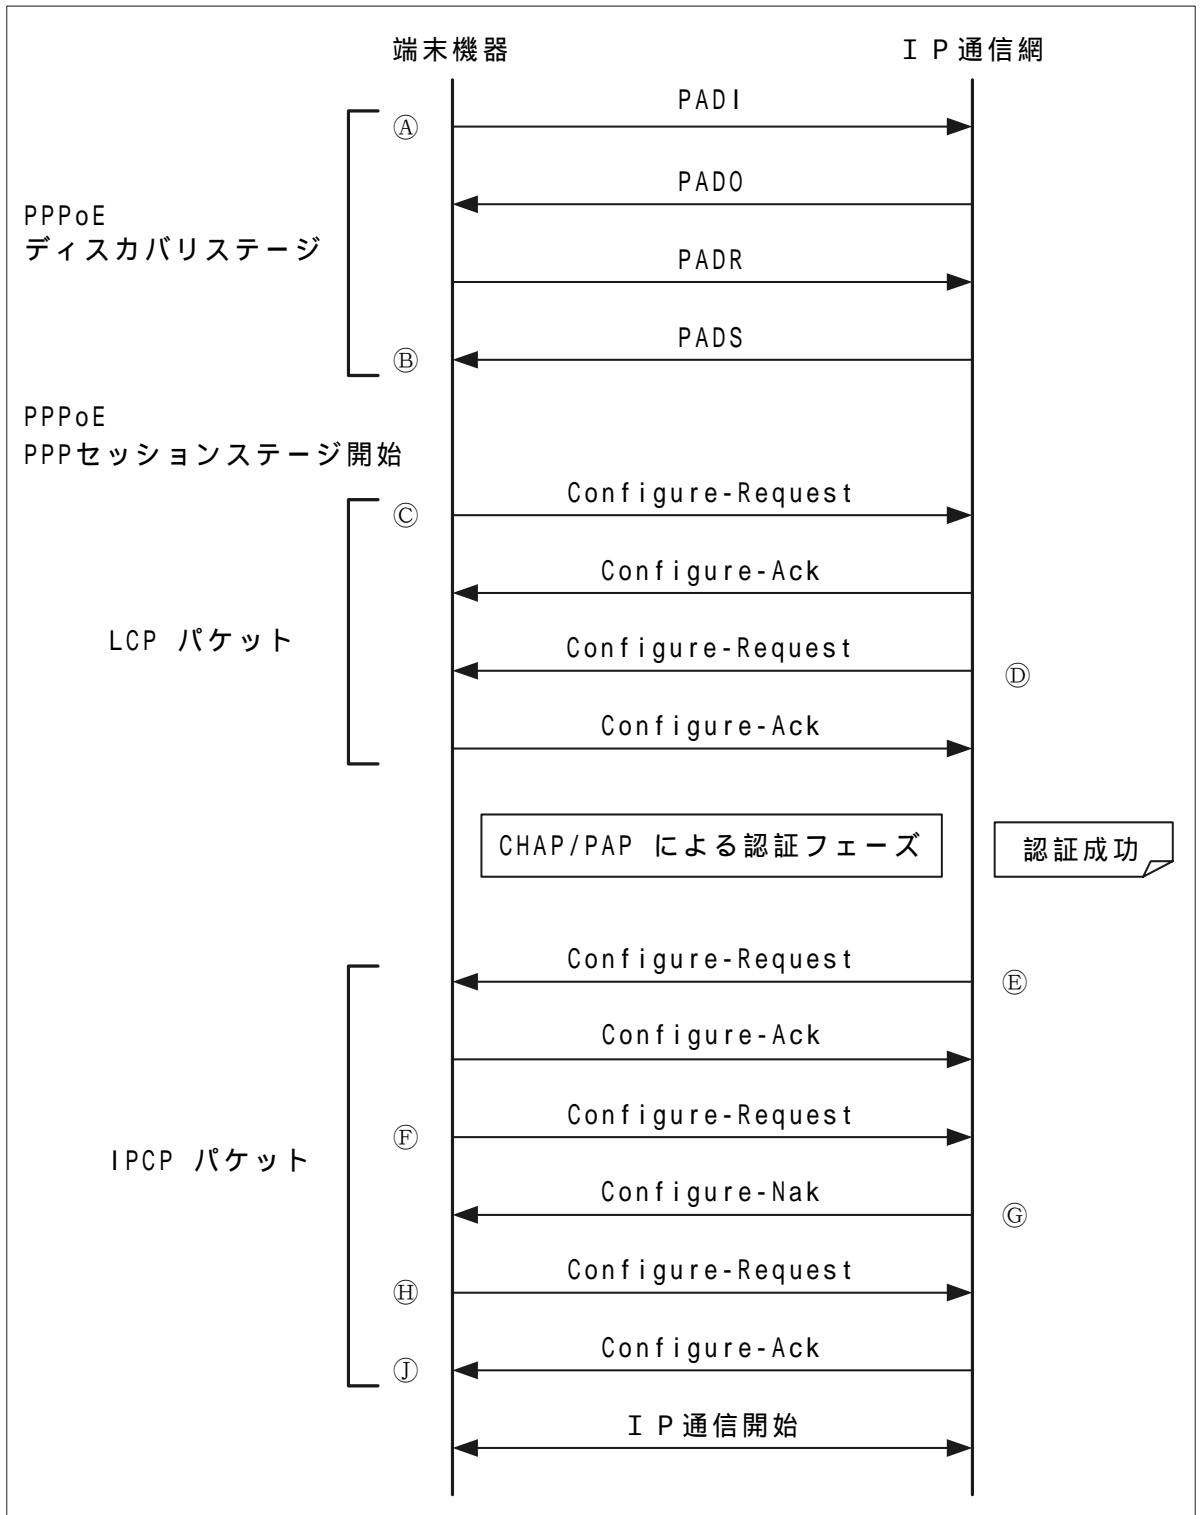 端末機器
ＩＰ通信網
PADI
Ⓐ
PADO
PPPoE
ディスカバリステージ
PADR
PADS
Ⓑ
PPPoE
PPPセッションステージ開始
Configure-Request
Ⓒ
Configure-Ack
LCP パケット
Configure-Request
Ⓓ
Configure-Ack
CHAP/PAP による認証フェーズ
認証成功
Configure-Request
Ⓔ
Configure-Ack
Configure-Request
Ⓕ
IPCP パケット
Configure-Nak
Ⓖ
Configure-Request
Ⓗ
Configure-Ack
Ⓙ
ＩＰ通信開始